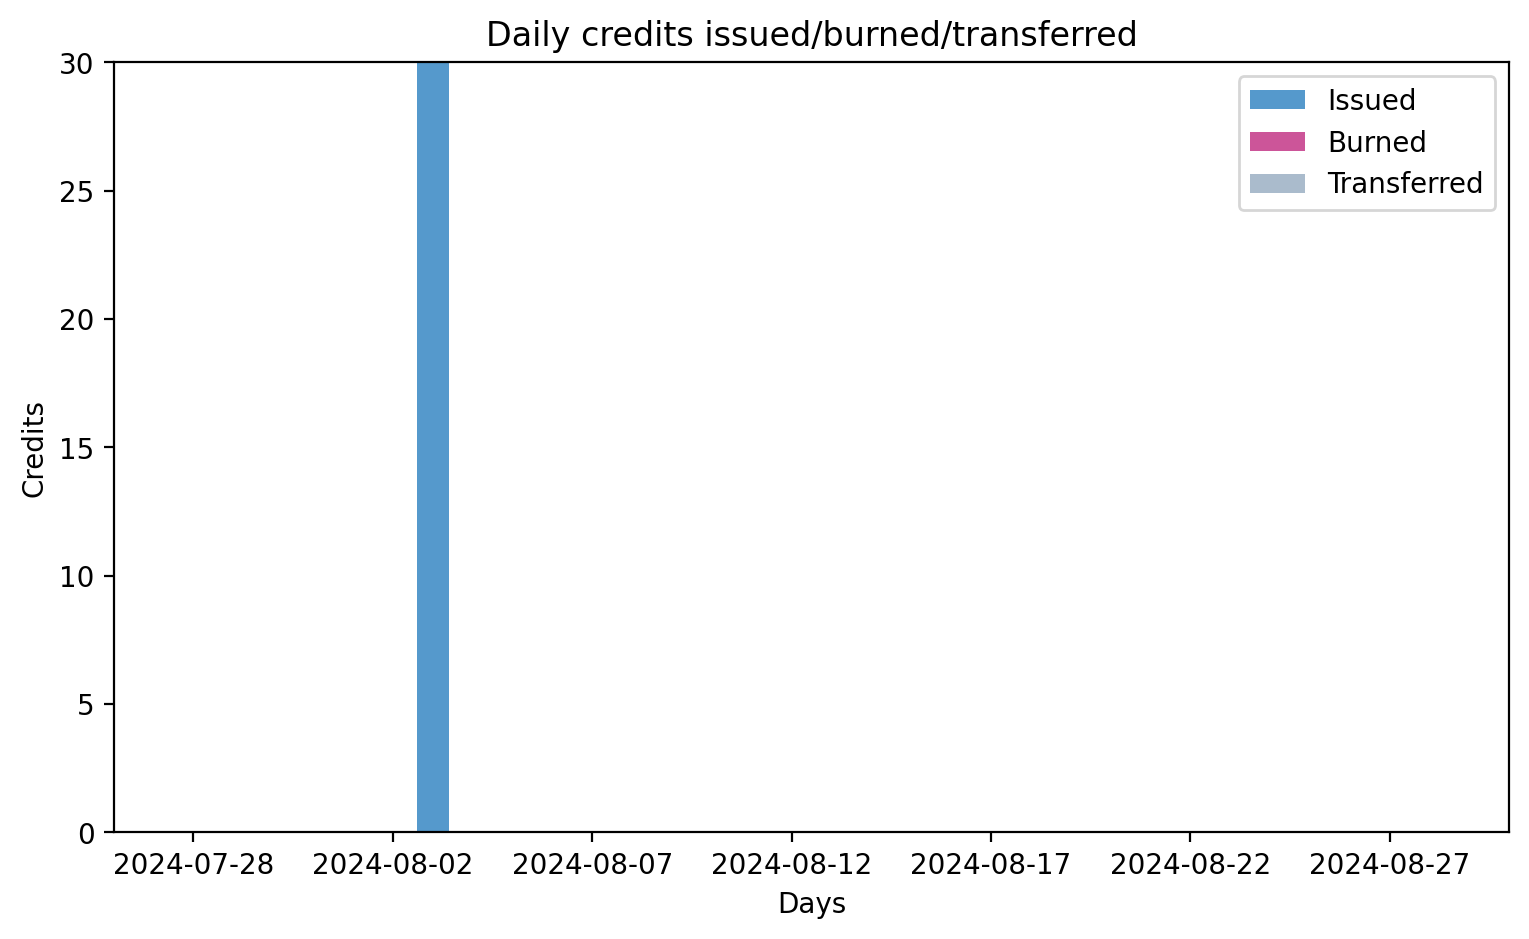 Daily credits issued/burned/transferred
30
25
20
15
10
5
0
Credits
Issued
Burned
Transferred
2024-07-28 2024-08-02 2024-08-07 2024-08-12 2024-08-17 2024-08-22 2024-08-27
Days